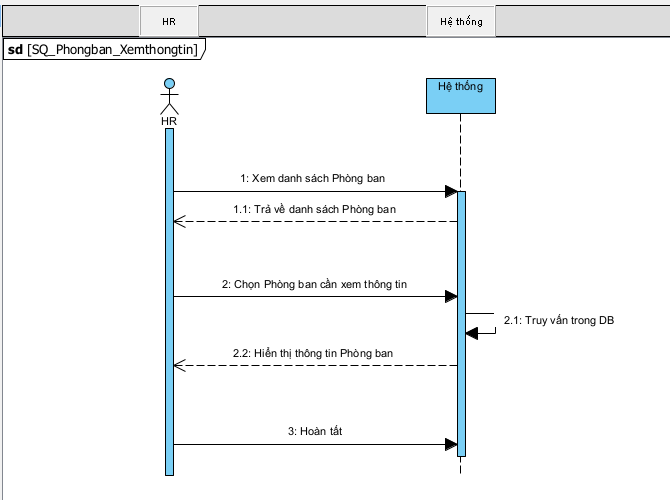 HR
Hệ thống
sd [SQ_Phongban_Xemthongtin]
Hệ thống
HR
1: Xem danh sách Phòng ban
1.1: Trả về danh sách Phòng ban
2: Chọn Phòng ban cần xem thông tin
2.1: Truy vấn trong DB
2.2: Hiển thị thông tin Phòng ban
3: Hoàn tất